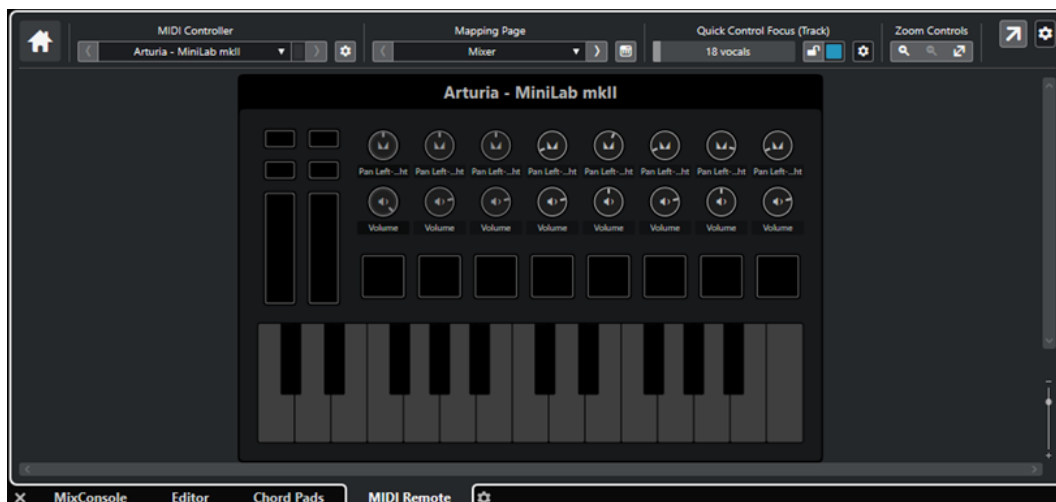 MIDI Controller
Mapping Page
Quick Control Focus (Track)
Zoom Controls
Arturia - MiniLab mkII
Mixer
18 vocals
Arturia - MiniLab mkII
Pan Left-...ht Pan Left-...ht Pan Left-...ht Pan Left-...ht Pan Left-...ht Pan Left-...ht Pan Left-...ht Pan Left-...ht
Volume Volume Volume Volume Volume Volume Volume Volume
MixConsole Editor Chord Pads MIDI Remote